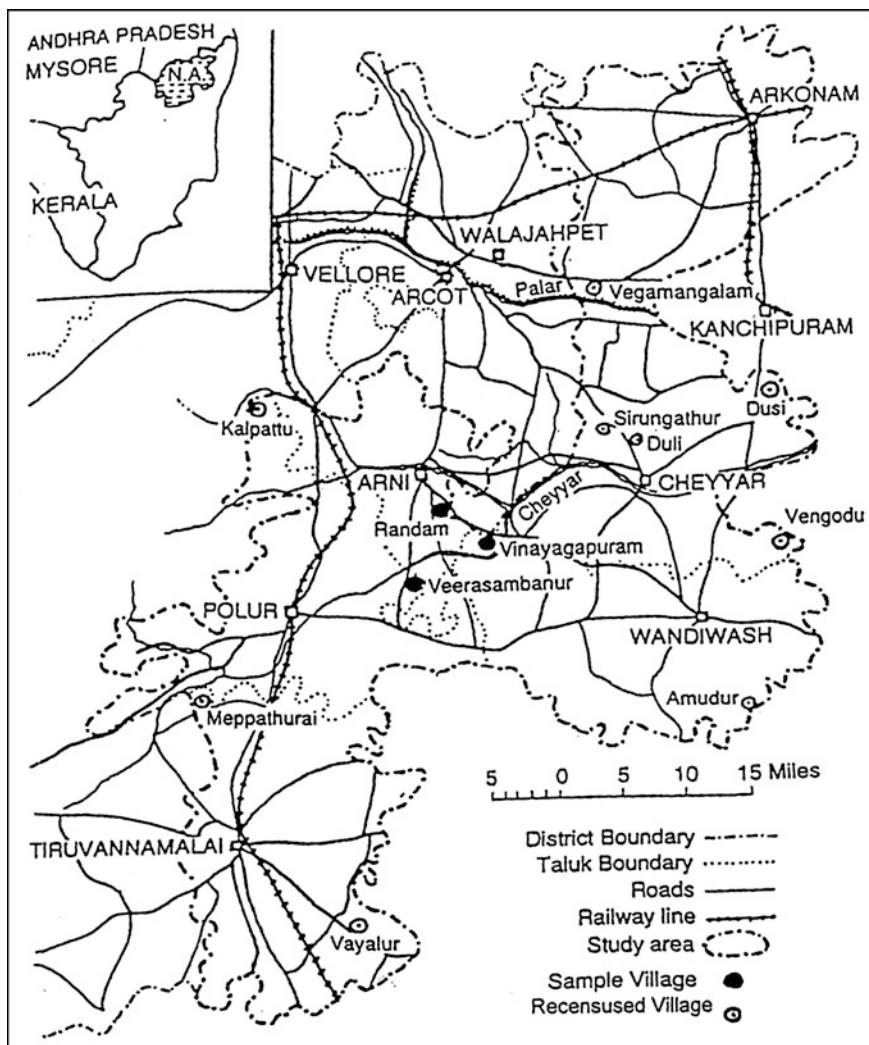 ANDHRA PRADESH
MYSORE
N.A.
KERALA
ARKONAM
WALAJAHPET
VELLORE
ARCOT
Palar
Vegamangalam
KANCHIPURAM
Dusi
Kalpattu
Sirungathur
Duli
ARNI
Cheyyar
CHEYYAR
Randam
Vengodu
Vinayagapuram
Veerasambanur
POLUR
WANDIWASH
Meppathurai
Amudur
5 0 5 10 15 Miles
TIRUVANNAMALAI
Vayalur
District Boundary
Taluk Boundary
Roads
Railway line
Study area
Sample Village
Recensused Village